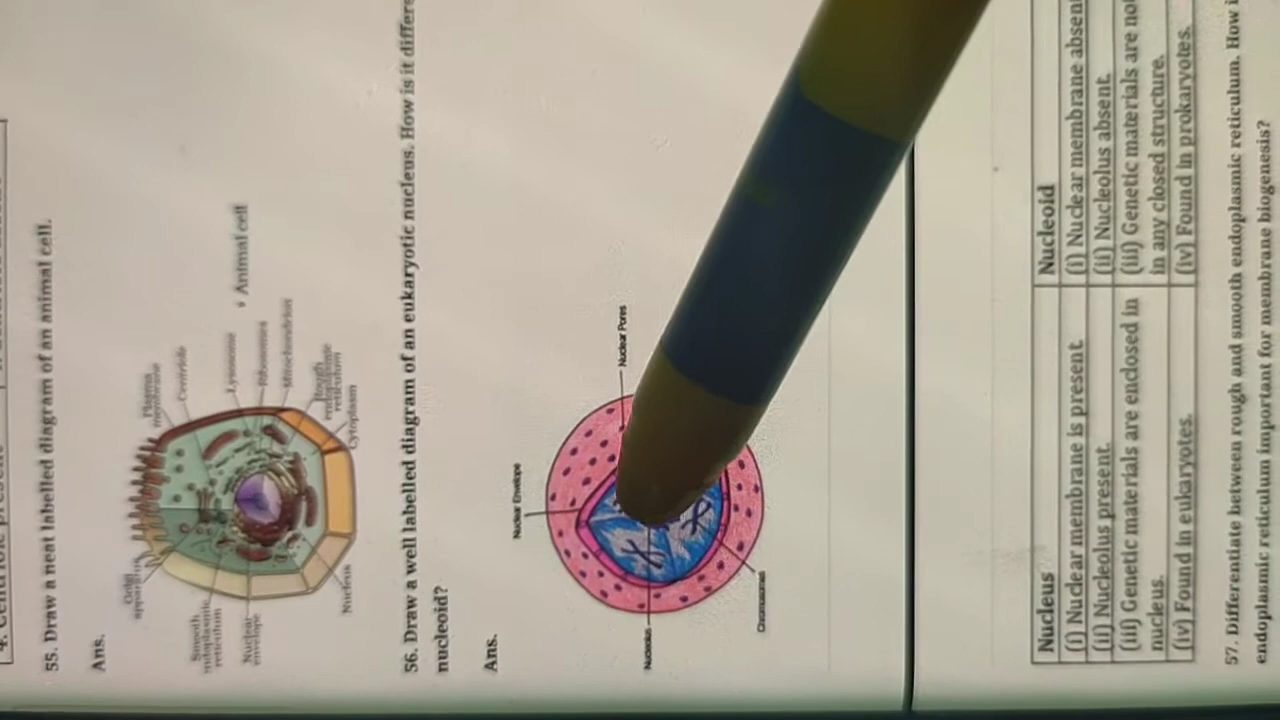 55. Draw a neat labelled diagram of an animal cell.
Ans.
Golgi
apparatus
Plasma
membrane
Centriole
Lysosome
Ribosomes
Mitochondrion
Rough
endoplasmic
reticulum
Cytoplasm
Smooth
endoplasmic
reticulum
Nuclear
envelope
Nucleus
Animal cell
56. Draw a well labelled diagram of an eukaryotic nucleus. How is it differe
nucleoid?
Ans.
Nuclear Envelope
Nuclear Pores
Nucleolus
Chromosomes
Nucleus Nucleoid
(i) Nuclear membrane is present (i) Nuclear membrane absent
(ii) Nucleolus present. (ii) Nucleolus absent.
(iii) Genetic materials are enclosed in (iii) Genetic materials are not
nucleus. in any closed structure.
(iv) Found in eukaryotes. (iv) Found in prokaryotes.
57. Differentiate between rough and smooth endoplasmic reticulum. How i
endoplasmic reticulum important for membrane biogenesis?